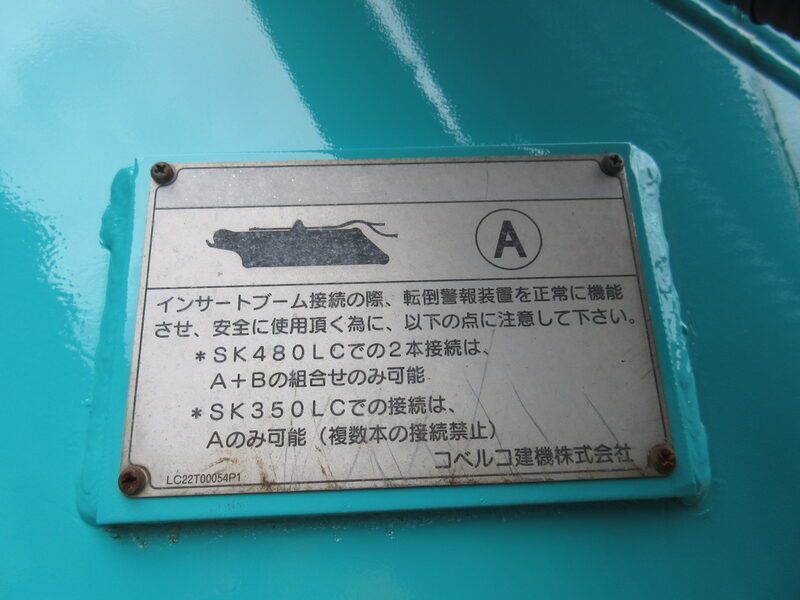 A
インサートブーム接続の際、転倒警報装置を正常に機能
させ、安全に使用頂く為に、以下の点に注意して下さい。
＊ＳＫ４８０ＬＣでの２本接続は、
Ａ＋Ｂの組合せのみ可能
＊ＳＫ３５０ＬＣでの接続は、
Ａのみ可能（複数本の接続禁止）
コベルコ建機株式会社
LC22T00054P1